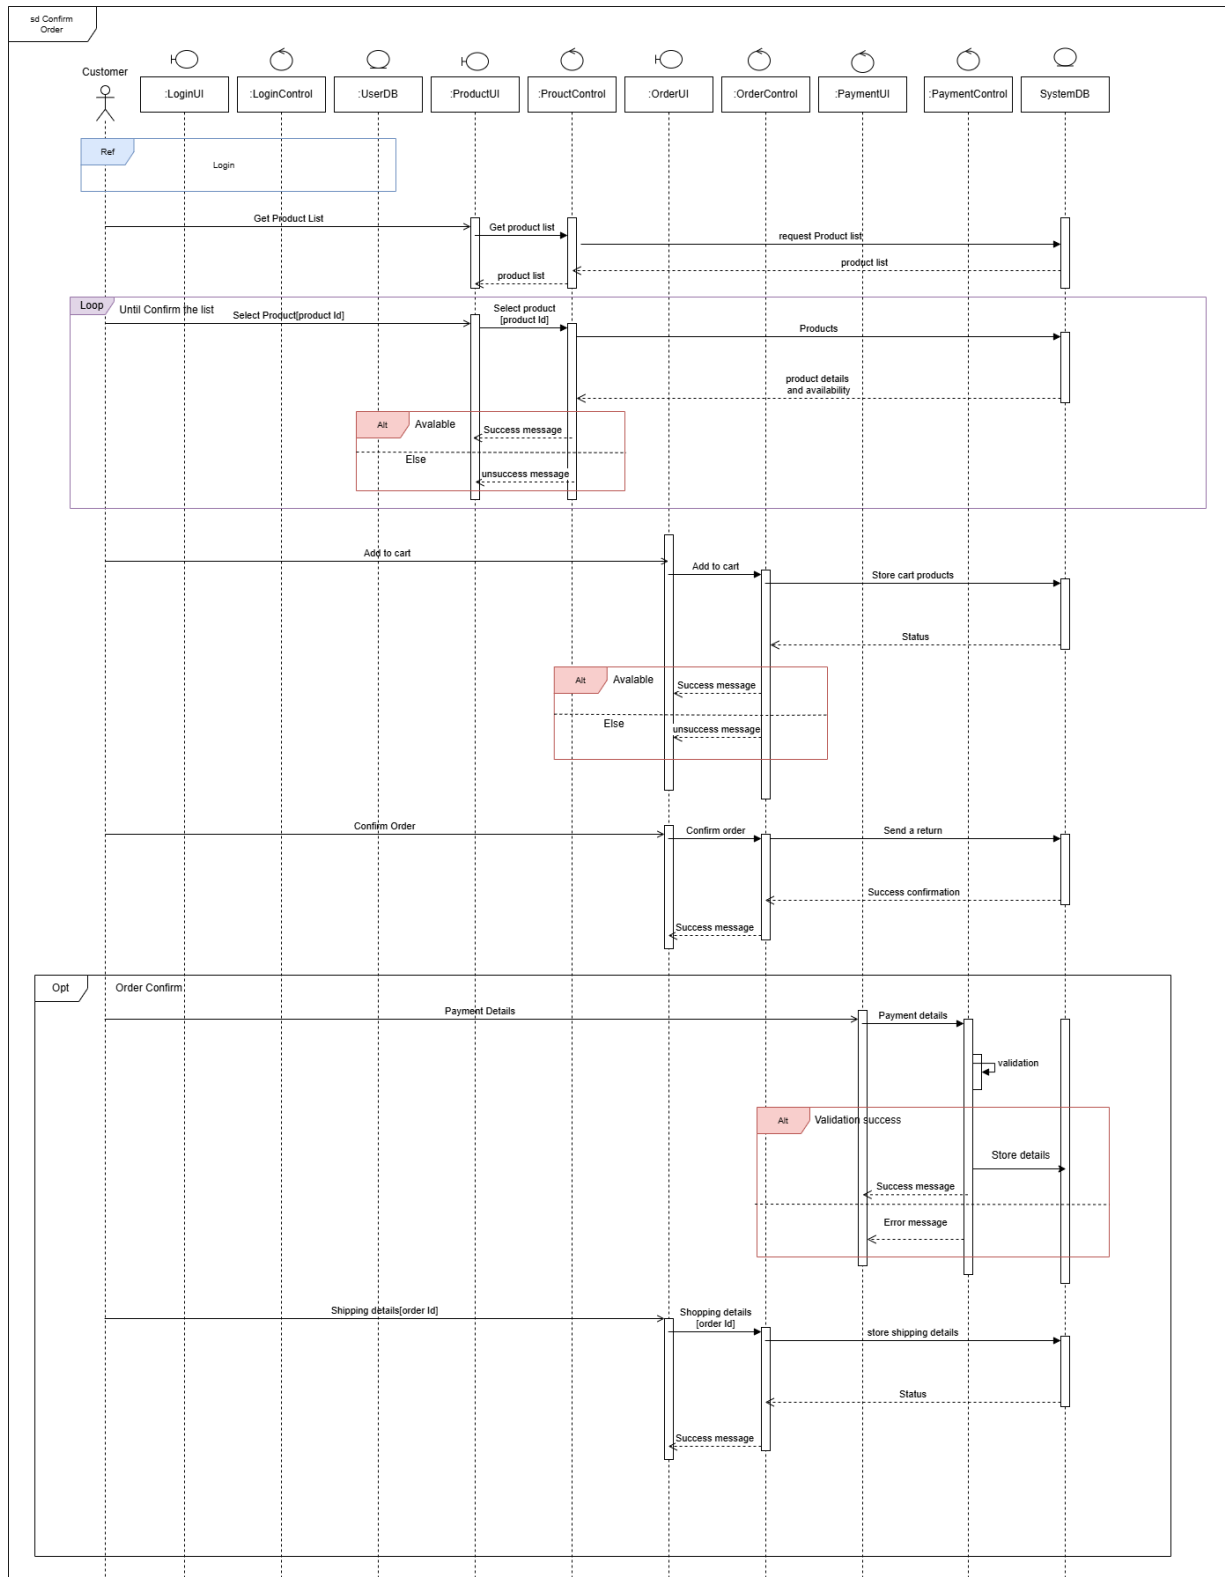 sd Confirm
Order
Customer
:LoginUI
:LoginControl
:UserDB
:ProductUI
:ProuctControl
:OrderUI
:OrderControl
:PaymentUI
:PaymentControl
SystemDB
Ref
Login
Get Product List
Get product list
request Product list
product list
product list
Loop
Until Confirm the list
Select Product[product Id]
Select product
[product Id]
Products
product details
and availability
Alt
Avalable
Success message
Else
unsuccess message
Add to cart
Add to cart
Store cart products
Status
Alt
Avalable
Success message
Else
unsuccess message
Confirm Order
Confirm order
Send a return
Success confirmation
Success message
Opt
Order Confirm
Payment Details
Payment details
validation
Alt
Validation success
Store details
Success message
Error message
Shipping details[order Id]
Shopping details
[order Id]
store shipping details
Status
Success message